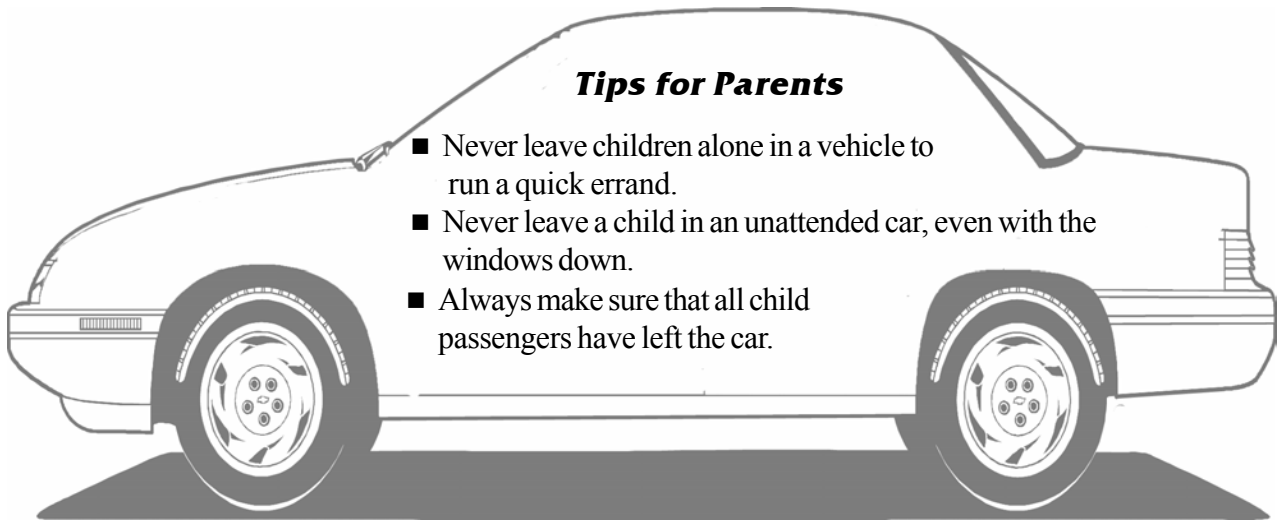 Tips for Parents
■ Never leave children alone in a vehicle to
run a quick errand.
■ Never leave a child in an unattended car, even with the
windows down.
■ Always make sure that all child
passengers have left the car.